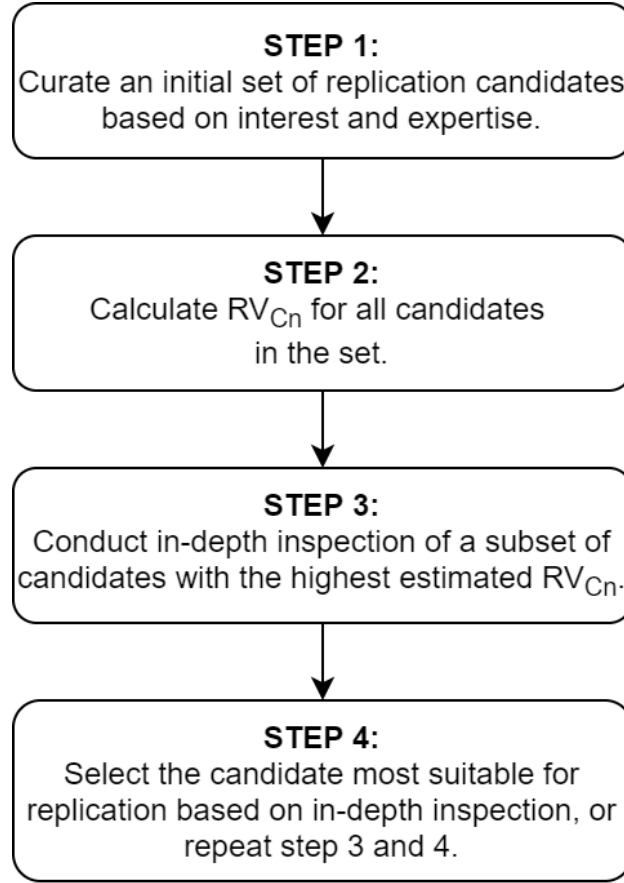 STEP 1:
Curate an initial set of replication candidates
based on interest and expertise.
STEP 2:
Calculate RV_Cn for all candidates
in the set.
STEP 3:
Conduct in-depth inspection of a subset of
candidates with the highest estimated RV_Cn.
STEP 4:
Select the candidate most suitable for
replication based on in-depth inspection, or
repeat step 3 and 4.